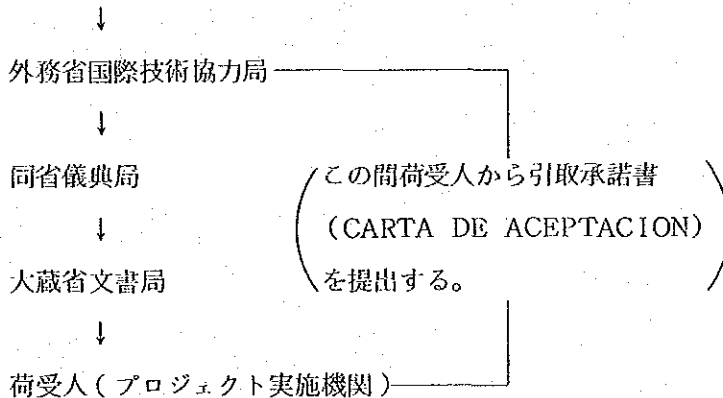 ↓
外務省国際技術協力局
↓
同省儀典局
この間荷受人から引取承諾書
↓
(CARTA DE ACEPTACION)
大蔵省文書局
を提出する。
↓
荷受人(プロジェクト実施機関)